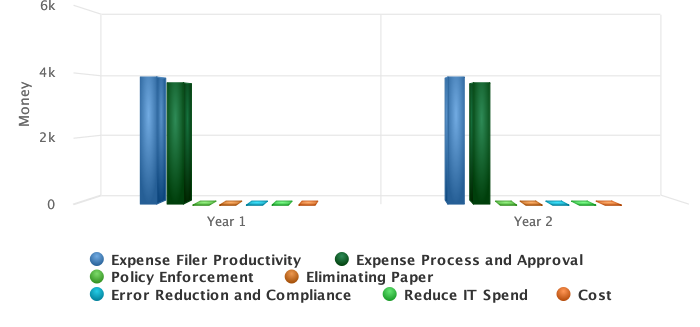 6k
4k
2k
0
Money
Year 1
Year 2
Expense Filer Productivity
Expense Process and Approval
Policy Enforcement
Eliminating Paper
Error Reduction and Compliance
Reduce IT Spend
Cost